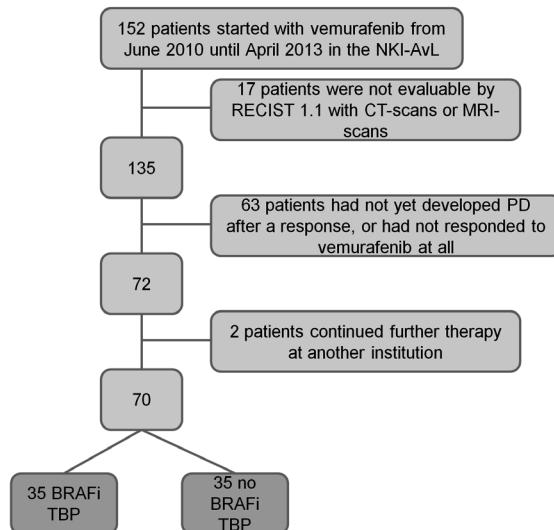 152 patients started with vemurafenib from
June 2010 until April 2013 in the NKI-AvL
17 patients were not evaluable by
RECIST 1.1 with CT-scans or MRI-
scans
135
63 patients had not yet developed PD
after a response, or had not responded to
vemurafenib at all
72
2 patients continued further therapy
at another institution
70
35 BRAFi
TBP
35 no
BRAFi
TBP